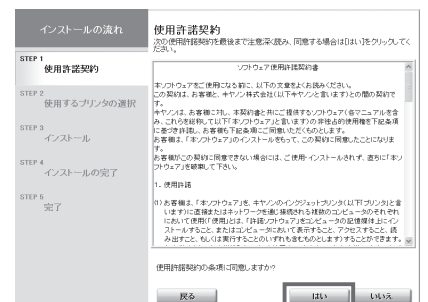 インストールの流れ
STEP 1
使用許諾契約
STEP 2
使用するプリンタの選択
STEP 3
インストール
STEP 4
インストールの完了
STEP 5
完了
使用許諾契約
次の使用許諾契約を最後まで注意深く読み、同意する場合は[はい]をクリックしてください。
ソフトウェア使用許諾契約書
本ソフトウェアをご使用になる前に、以下の文章をよくお読みください。
この契約は、お客様と、キヤノン株式会社(以下キヤノンと言います)との間の契約です。
キヤノンは、お客様に対し、本契約書と共にご提供するソフトウェア(各マニュアルを含み、これらを総称して以下「本ソフトウェア」と言います)の非独占的使用権を下記条項に基づき許諾し、お客様も下記条項にご同意いただくものとします。
お客様は、「本ソフトウェア」のインストールをもって、この契約に同意したことになります。
お客様がこの契約に同意できない場合には、ご使用・インストールされず、直ちに「本ソフトウェア」を破棄して下さい。
1. 使用許諾
(1) お客様は、「本ソフトウェア」を、キヤノンのインクジェットプリンタ(以下「プリンタ」と言います)に直接またはネットワークを通じ接続される複数のコンピュータのそれぞれにおいて使用(「使用」とは、「許諾ソフトウェア」をコンピュータの記憶媒体上にインストールすること、またはコンピュータにおいて表示すること、アクセスすること、読み出すこと、もしくは実行することのいずれも含むものとします)することができます。
使用許諾契約の条項に同意しますか?
戻る
はい
いいえ